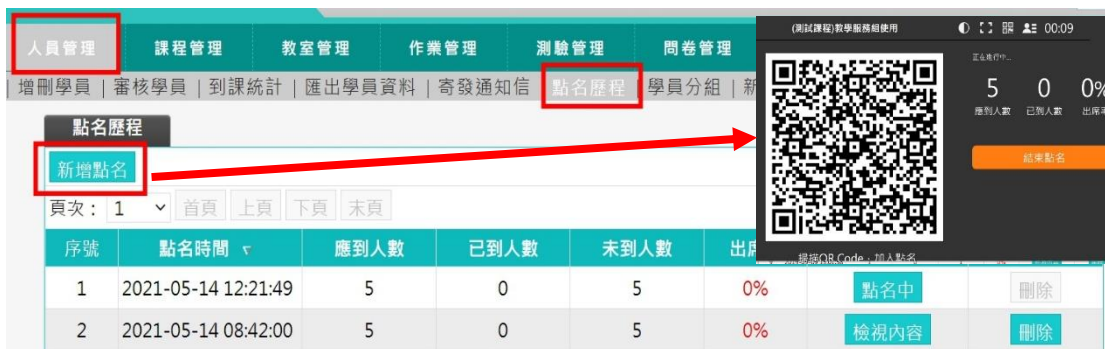 人員管理 課程管理 教室管理 作業管理 測驗管理 問卷管理
增刪學員 | 審核學員 | 到課統計 | 匯出學員資料 | 寄發通知信 | 點名歷程 | 學員分組 | 新
點名歷程
新增點名
頁次： 1 首頁 上頁 下頁 末頁
序號 點名時間 應到人數 已到人數 未到人數 出席
1 2021-05-14 12:21:49 5 0 5 0% 點名中 刪除
2 2021-05-14 08:42:00 5 0 5 0% 檢視內容 刪除
(測試課程)教學服務組使用 00:09
正在進行中...
5 0 0%
應到人數 已到人數 出席率
結束點名
掃描QR Code，加入點名